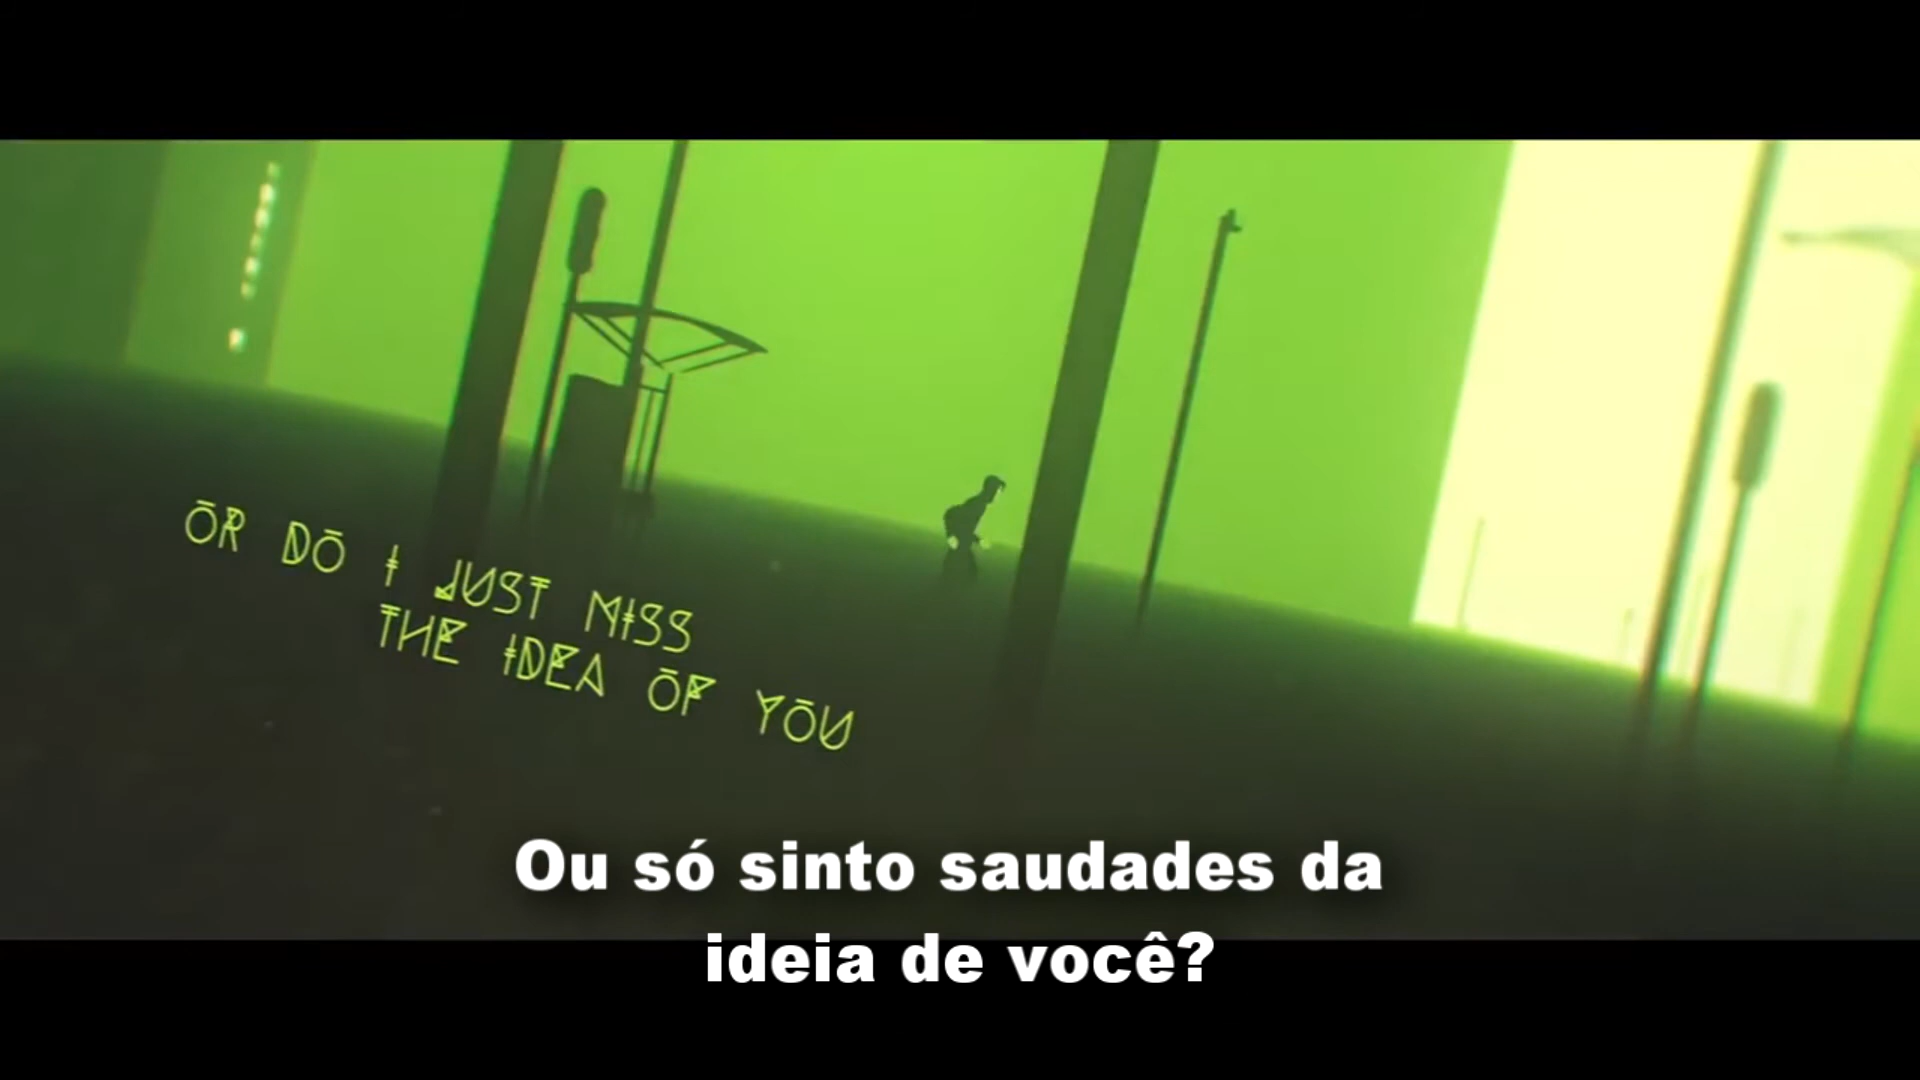 OR DO I JUST MISS
THE IDEA OF YOU
Ou só sinto saudades da
ideia de você?